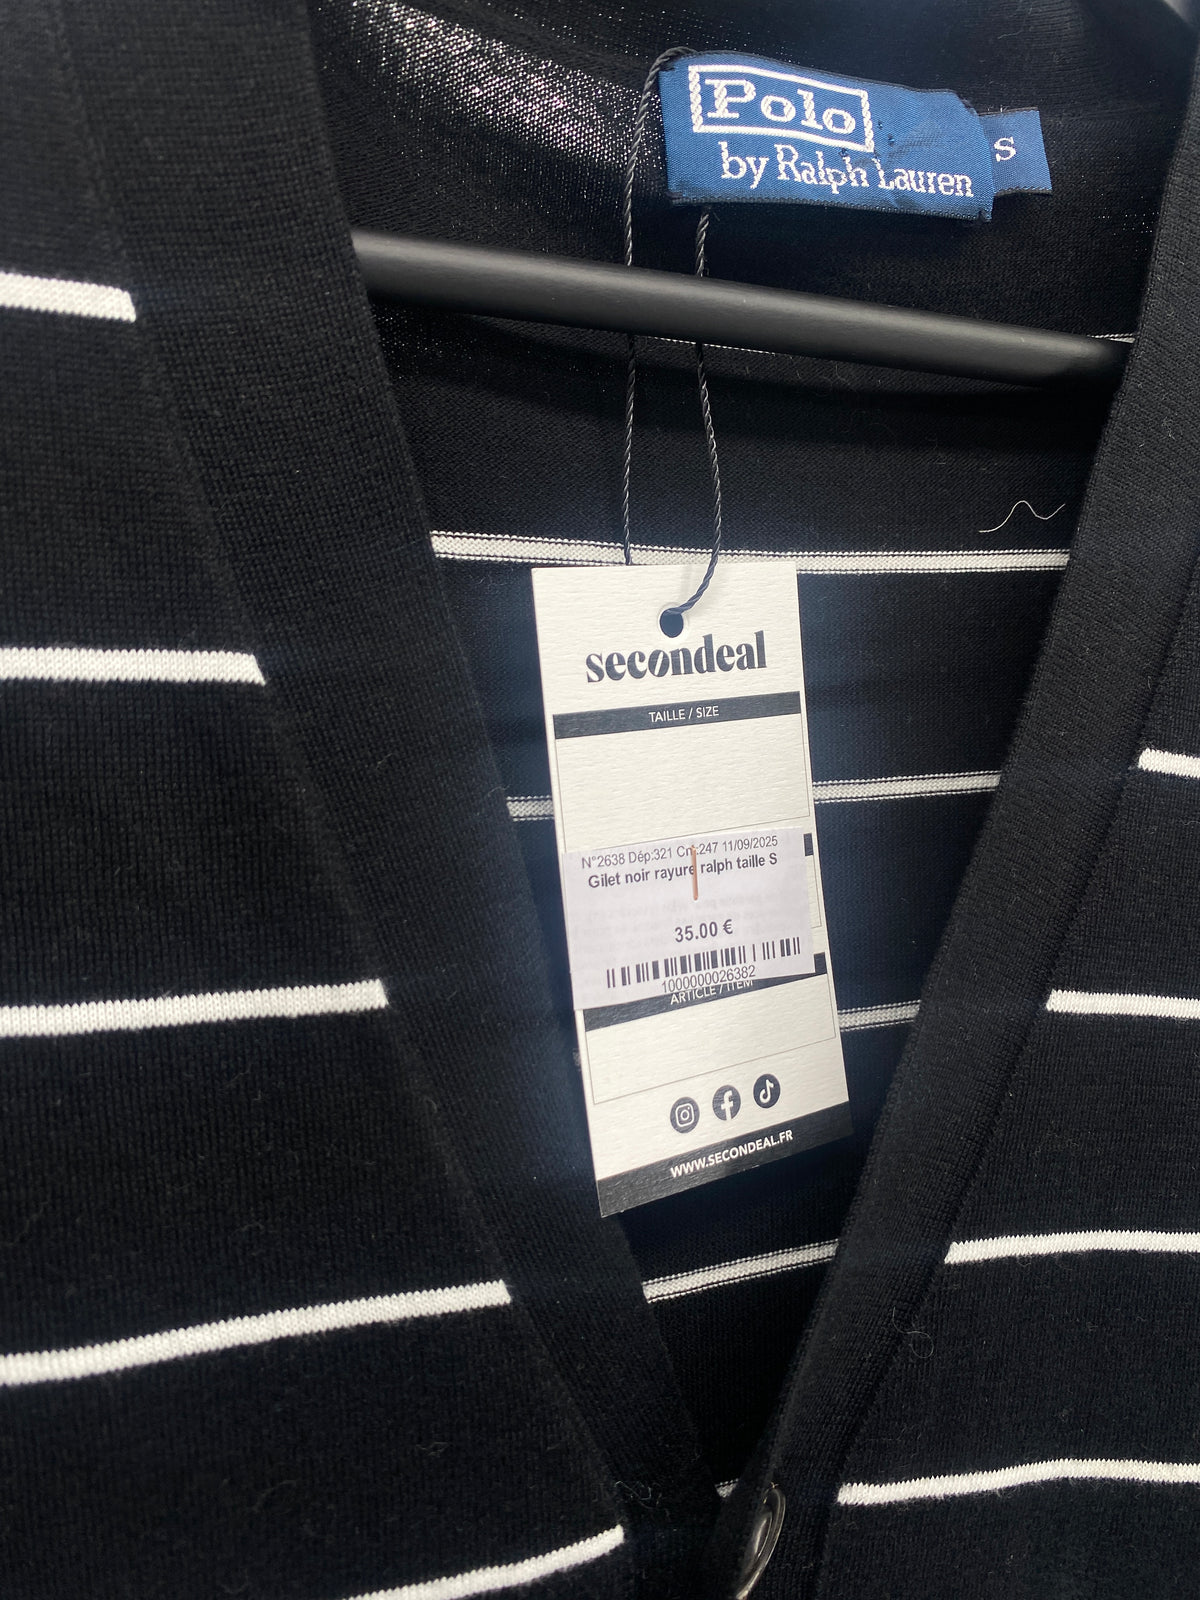 Polo
by Ralph Lauren
S
secondeal
TAILLE / SIZE
N°2638 Dép:321 Cnt:247 11/09/2025
Gilet noir rayure ralph taille S
35.00 €
1000000026382
ARTICLE / ITEM
WWW.SECONDEAL.FR